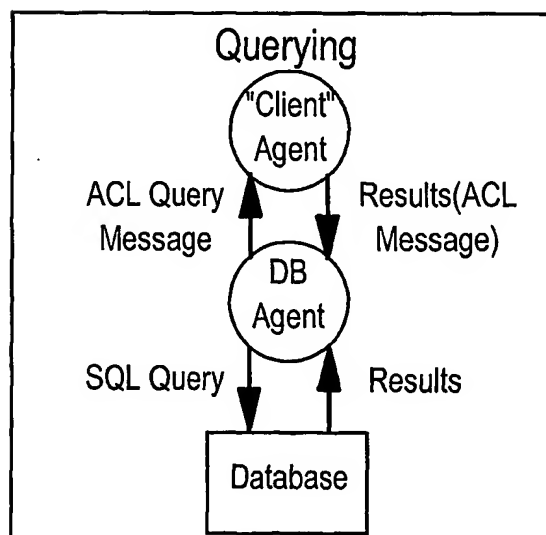 Querying
"Client"
Agent
ACL Query
Message
Results(ACL
Message)
DB
Agent
SQL Query
Results
Database